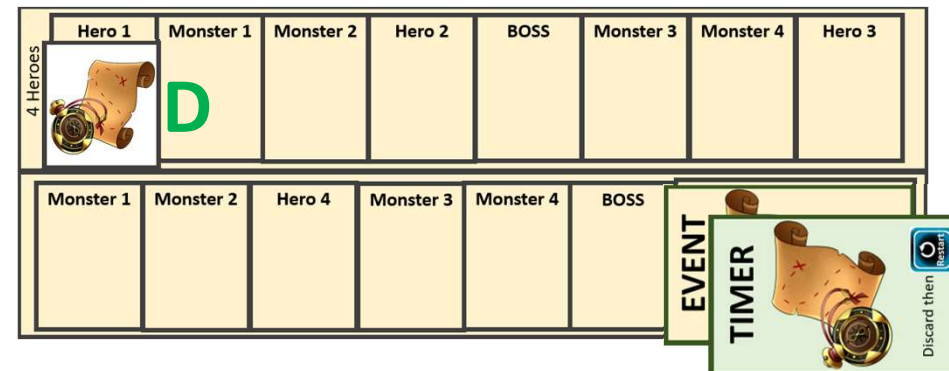 4 Heroes
Hero 1 Monster 1 Monster 2 Hero 2 BOSS Monster 3 Monster 4 Hero 3
D
Monster 1 Monster 2 Hero 4 Monster 3 Monster 4 BOSS
EVENT
TIMER
Discard then
Restart